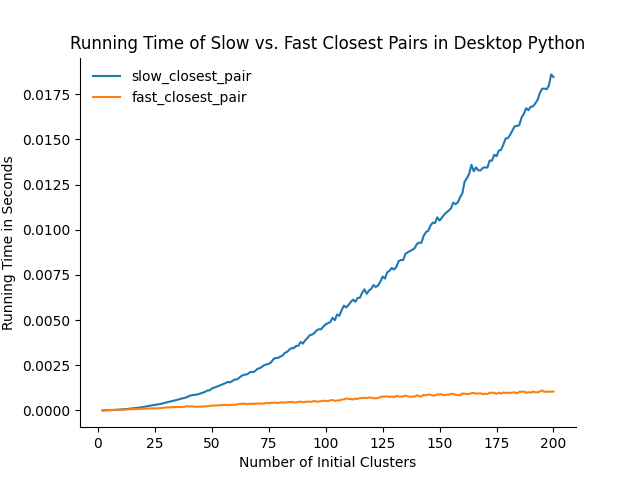 Running Time of Slow vs. Fast Closest Pairs in Desktop Python
slow_closest_pair
fast_closest_pair
0.0175
0.0150
0.0125
0.0100
0.0075
0.0050
0.0025
0.0000
Running Time in Seconds
0 25 50 75 100 125 150 175 200
Number of Initial Clusters